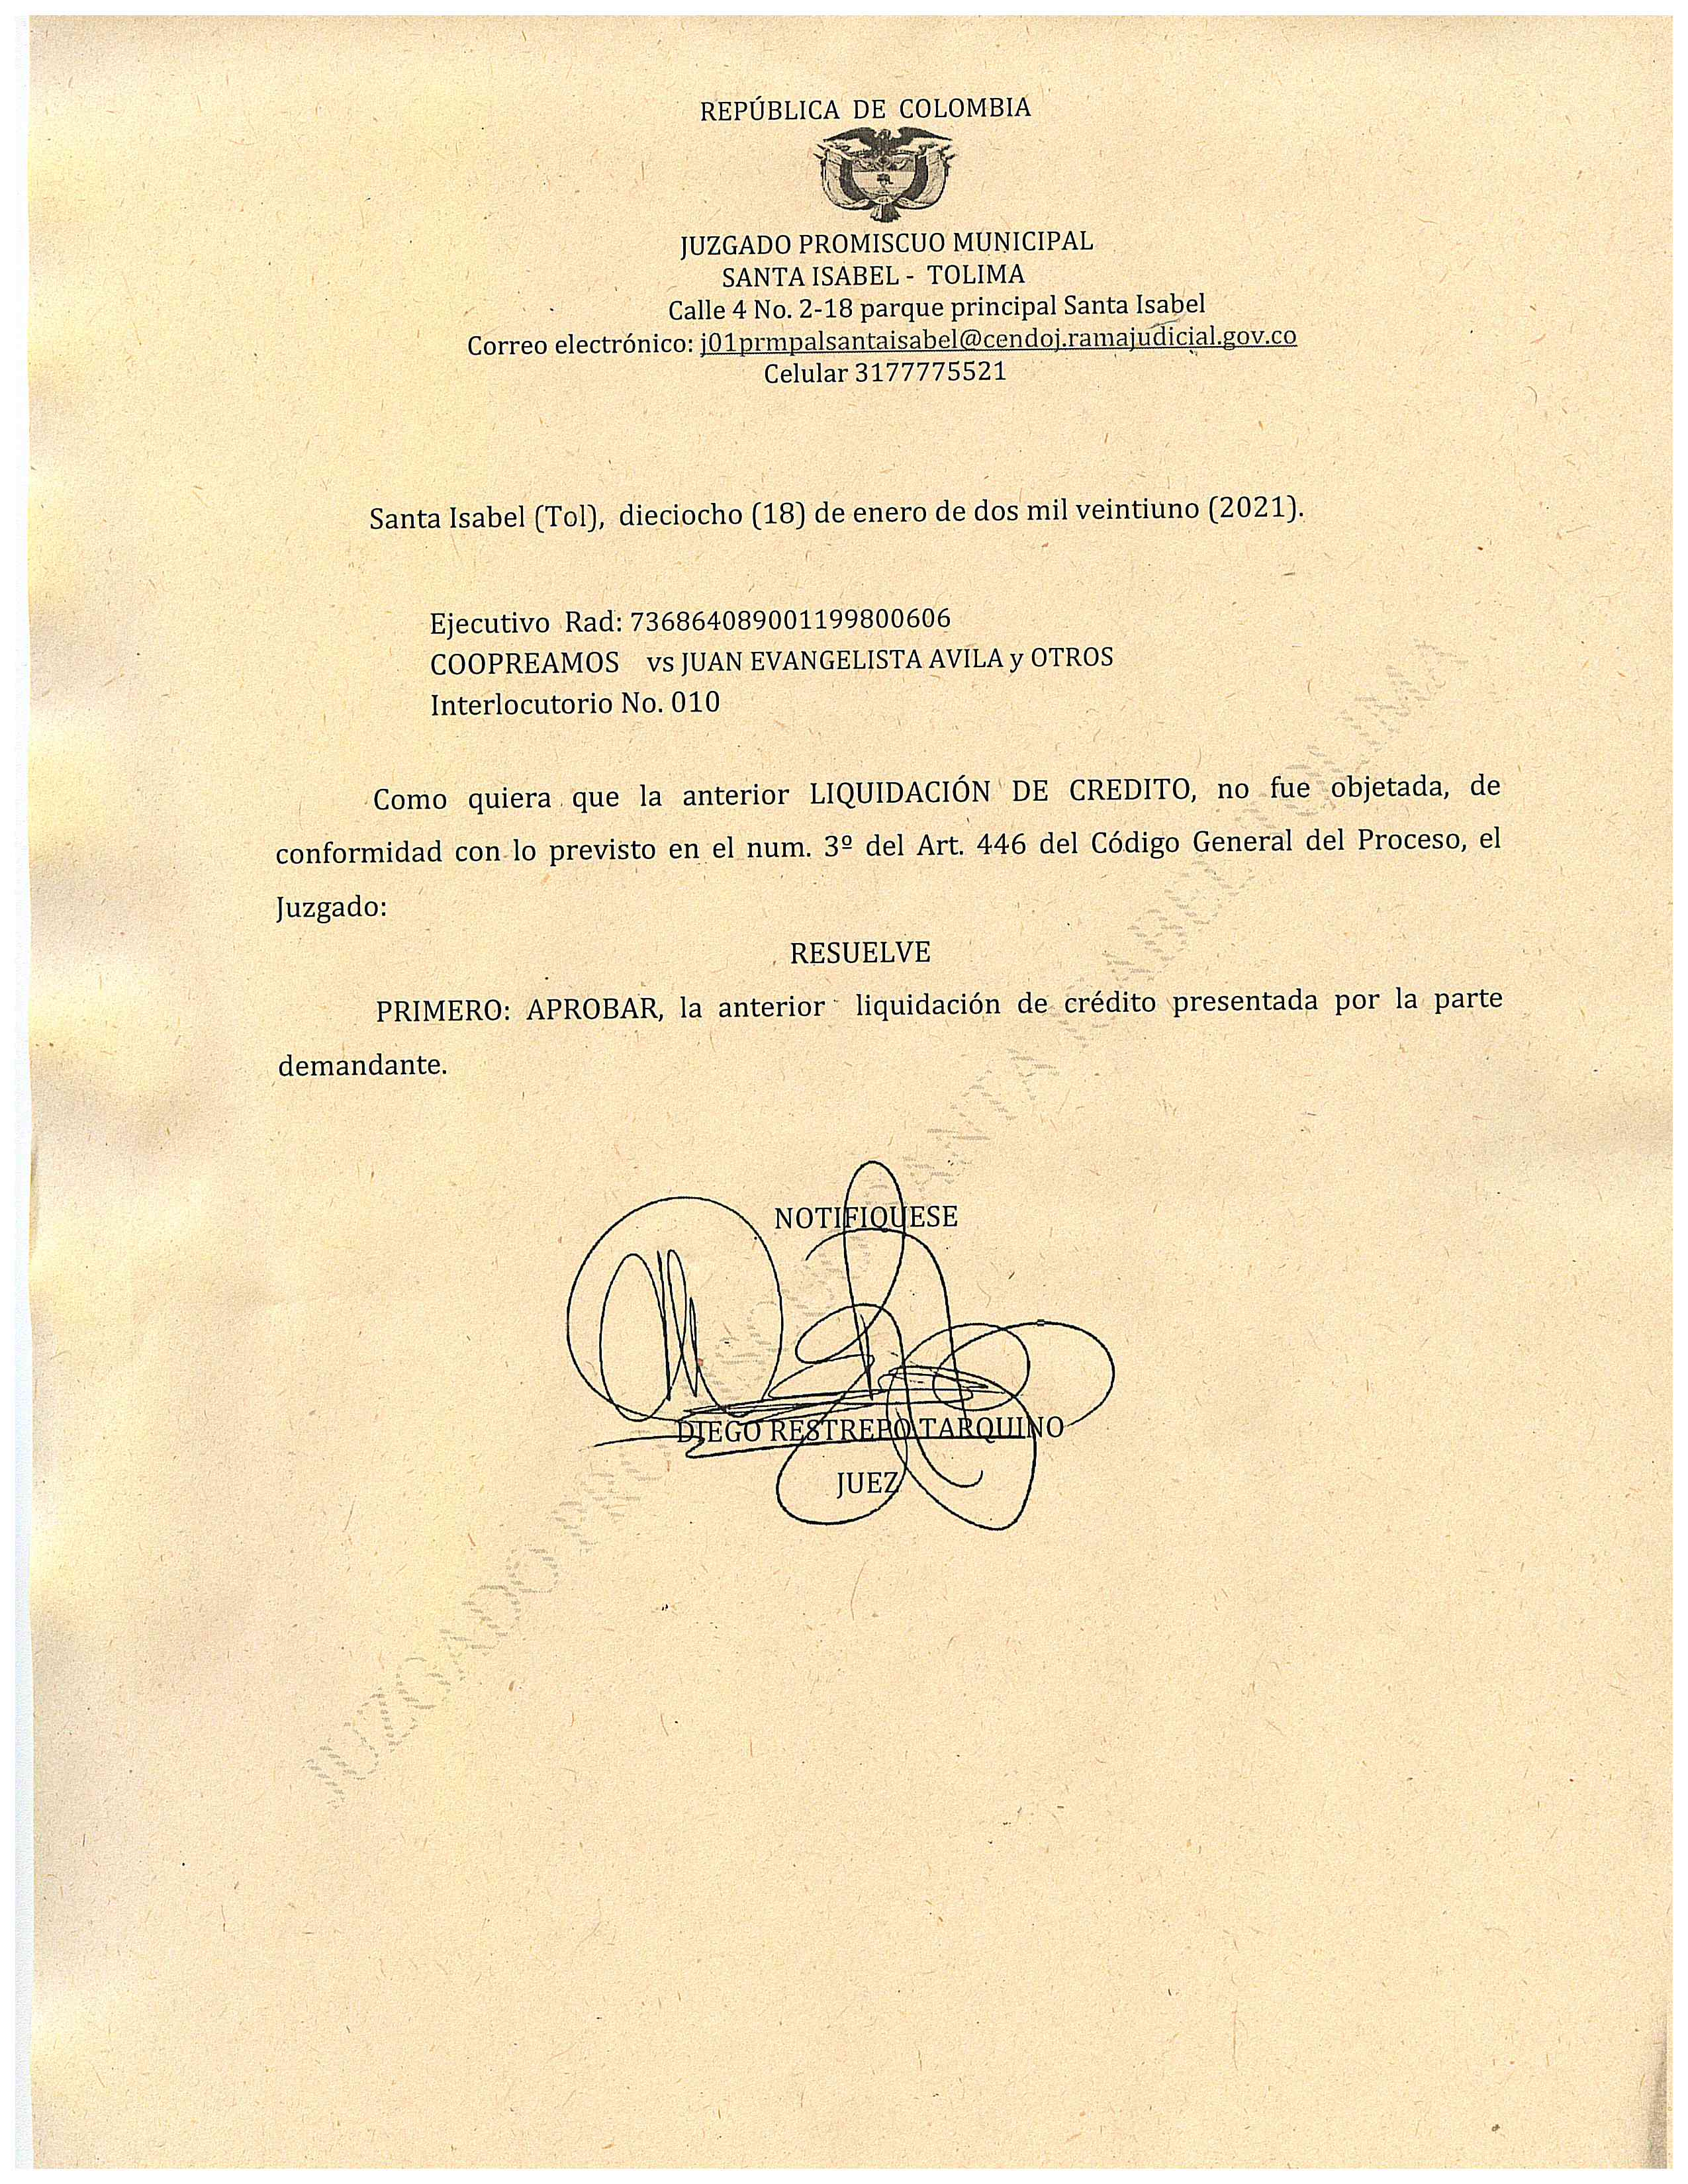 REPÚBLICA DE COLOMBIA
JUZGADO PROMISCUO MUNICIPAL
SANTA ISABEL - TOLIMA
Calle 4 No. 2-18 parque principal Santa Isabel
Correo electrónico: j01prmpalsantaisabel@cendoj.ramajudicial.gov.co
Celular 3177775521
Santa Isabel (Tol), dieciocho (18) de enero de dos mil veintiuno (2021).
Ejecutivo Rad: 736864089001199800606
COOPREAMOS vs JUAN EVANGELISTA AVILA y OTROS
Interlocutorio No. 010
Como quiera que la anterior LIQUIDACIÓN DE CREDITO, no fue objetada, de
conformidad con lo previsto en el num. 3º del Art. 446 del Código General del Proceso, el
Juzgado:
RESUELVE
PRIMERO: APROBAR, la anterior liquidación de crédito presentada por la parte
demandante.
NOTIFIQUESE
DIEGO RESTREPO TARQUINO
JUEZ